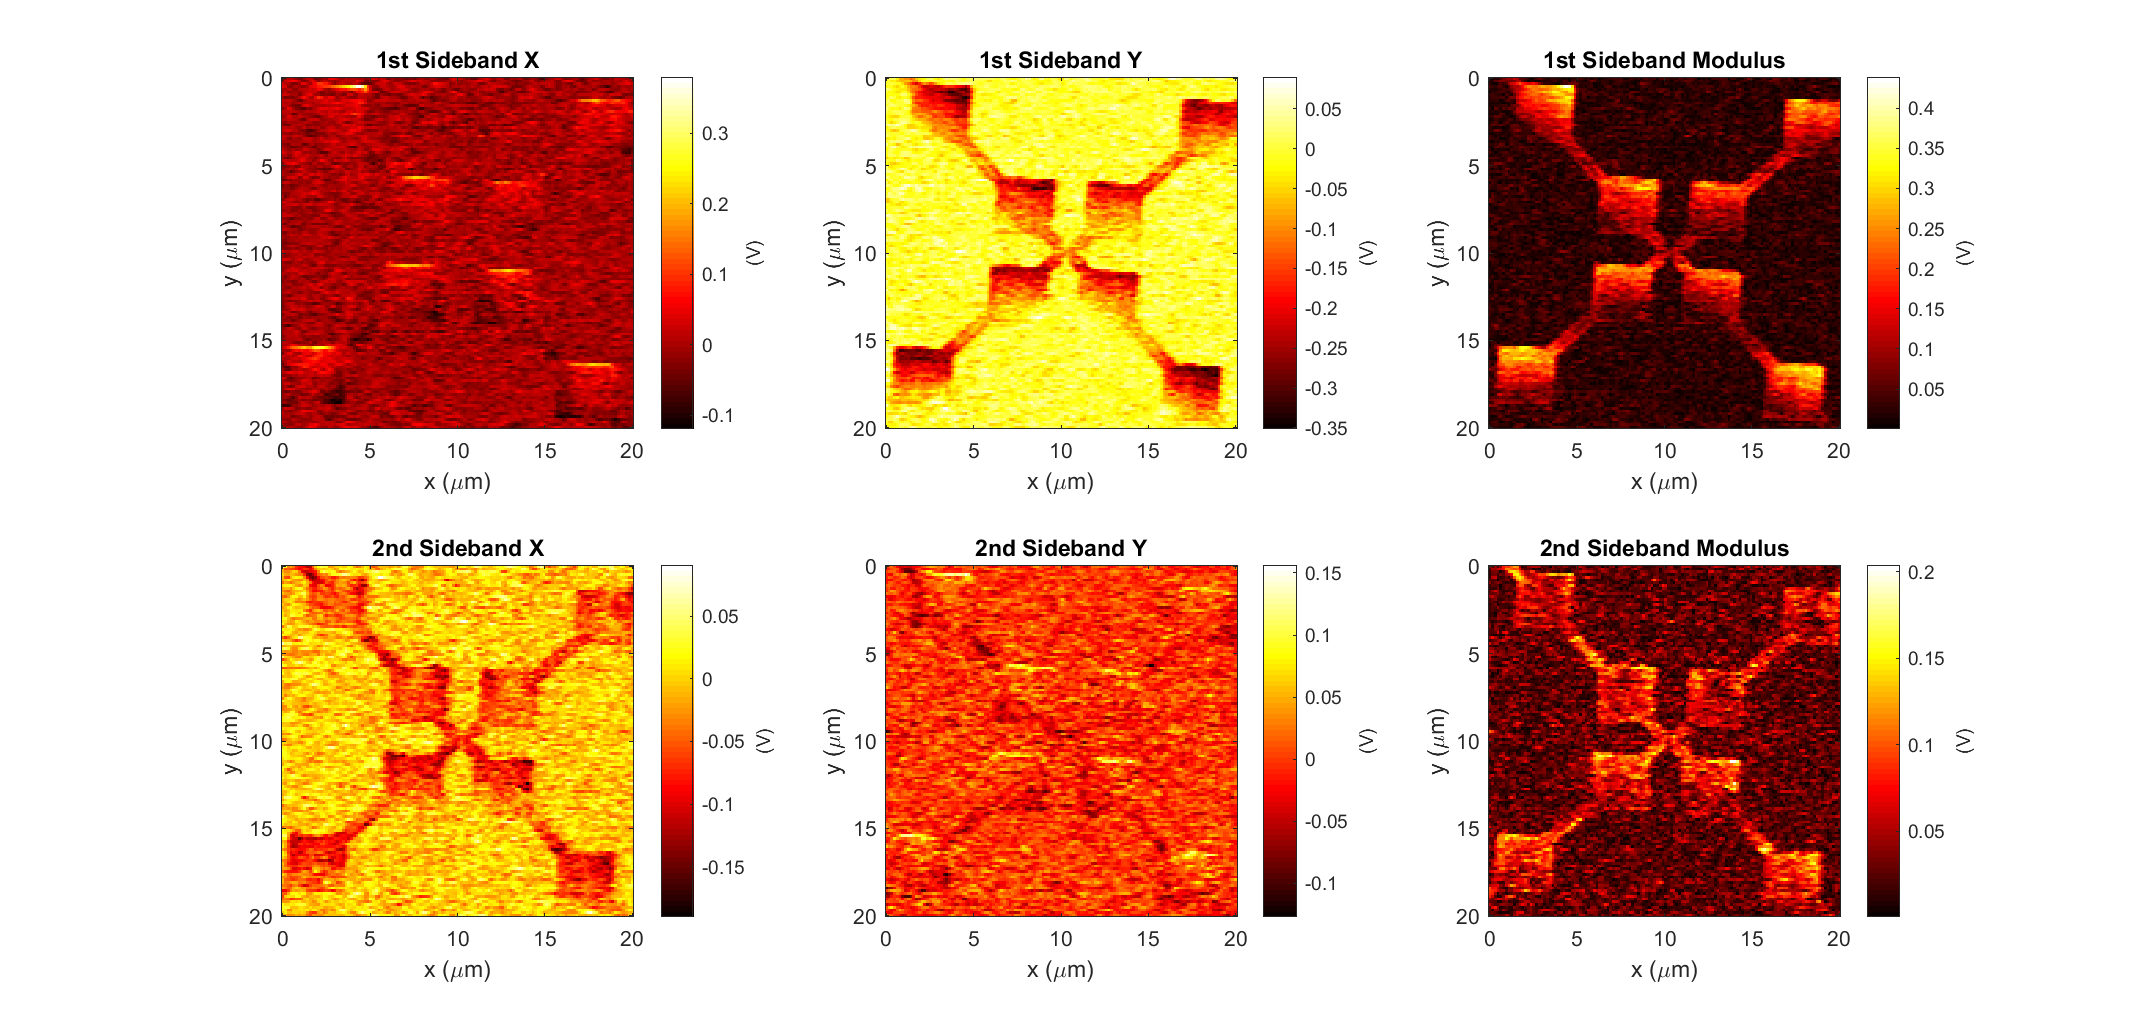 1st Sideband X
0
5
10
15
20
y (μm)
0 5 10 15 20
x (μm)
0.3
0.2
0.1
0
-0.1
(V)
1st Sideband Y
0
5
10
15
20
y (μm)
0 5 10 15 20
x (μm)
0.05
0
-0.05
-0.1
-0.15
-0.2
-0.25
-0.3
-0.35
(V)
1st Sideband Modulus
0
5
10
15
20
y (μm)
0 5 10 15 20
x (μm)
0.4
0.35
0.3
0.25
0.2
0.15
0.1
0.05
(V)
2nd Sideband X
0
5
10
15
20
y (μm)
0 5 10 15 20
x (μm)
0.05
0
-0.05
-0.1
-0.15
(V)
2nd Sideband Y
0
5
10
15
20
y (μm)
0 5 10 15 20
x (μm)
0.15
0.1
0.05
0
-0.05
-0.1
(V)
2nd Sideband Modulus
0
5
10
15
20
y (μm)
0 5 10 15 20
x (μm)
0.2
0.15
0.1
0.05
(V)